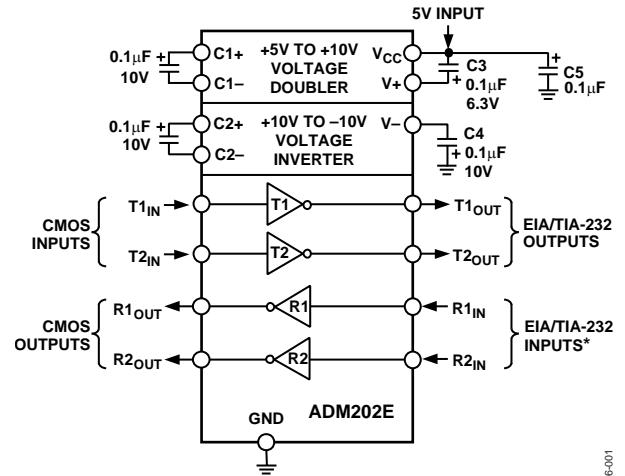 5V INPUT
0.1µF +
10V
C1+
C1–
+5V TO +10V
VOLTAGE
DOUBLER
VCC
V+
C3
+ 0.1µF
6.3V
+
C5
0.1µF
0.1µF +
10V
C2+
C2–
+10V TO –10V
VOLTAGE
INVERTER
V–
C4
+ 0.1µF
10V
CMOS
INPUTS
T1IN
T1
T1OUT
T2IN
T2
T2OUT
EIA/TIA-232
OUTPUTS
CMOS
OUTPUTS
R1OUT
R1
R1IN
R2OUT
R2
R2IN
EIA/TIA-232
INPUTS*
GND
ADM202E
6-001